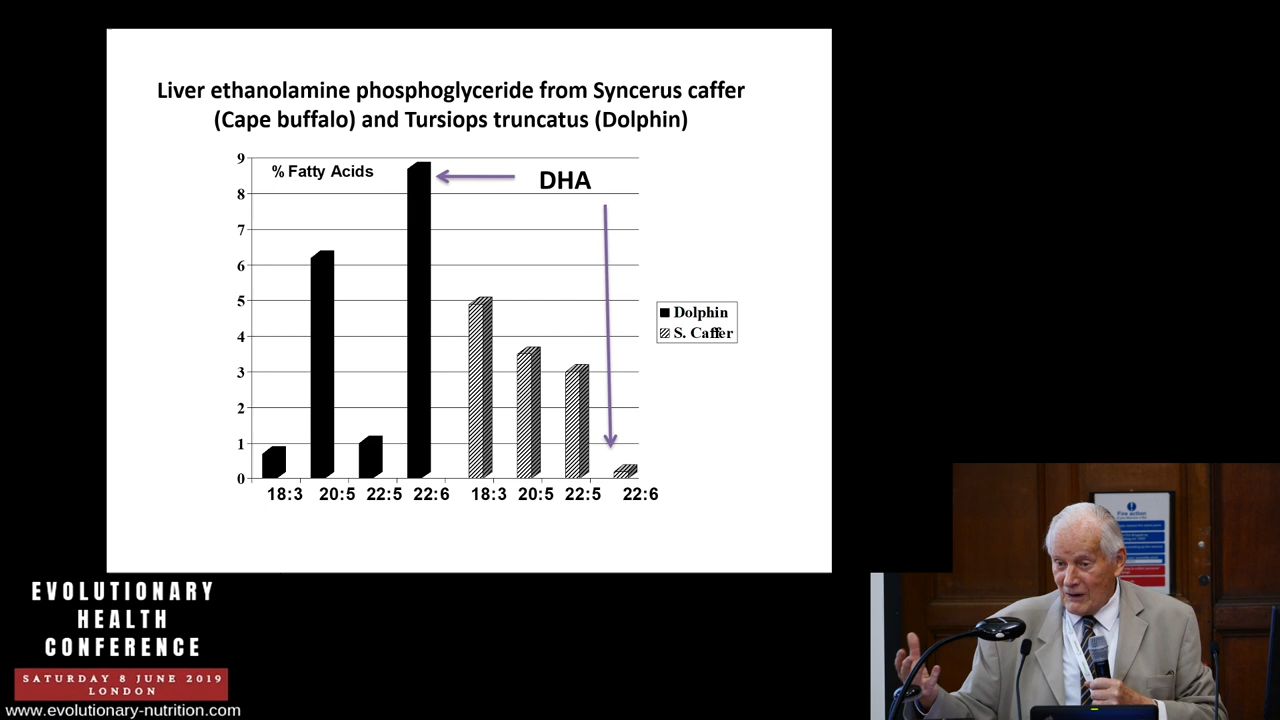 Liver ethanolamine phosphoglyceride from Syncerus caffer
(Cape buffalo) and Tursiops truncatus (Dolphin)
% Fatty Acids
DHA
9
8
7
6
5
4
3
2
1
0
18:3 20:5 22:5 22:6 18:3 20:5 22:5 22:6
Dolphin
S. Caffer
Fire action
EVOLUTIONARY
HEALTH
CONFERENCE
SATURDAY 8 JUNE 2019
LONDON
www.evolutionary-nutrition.com